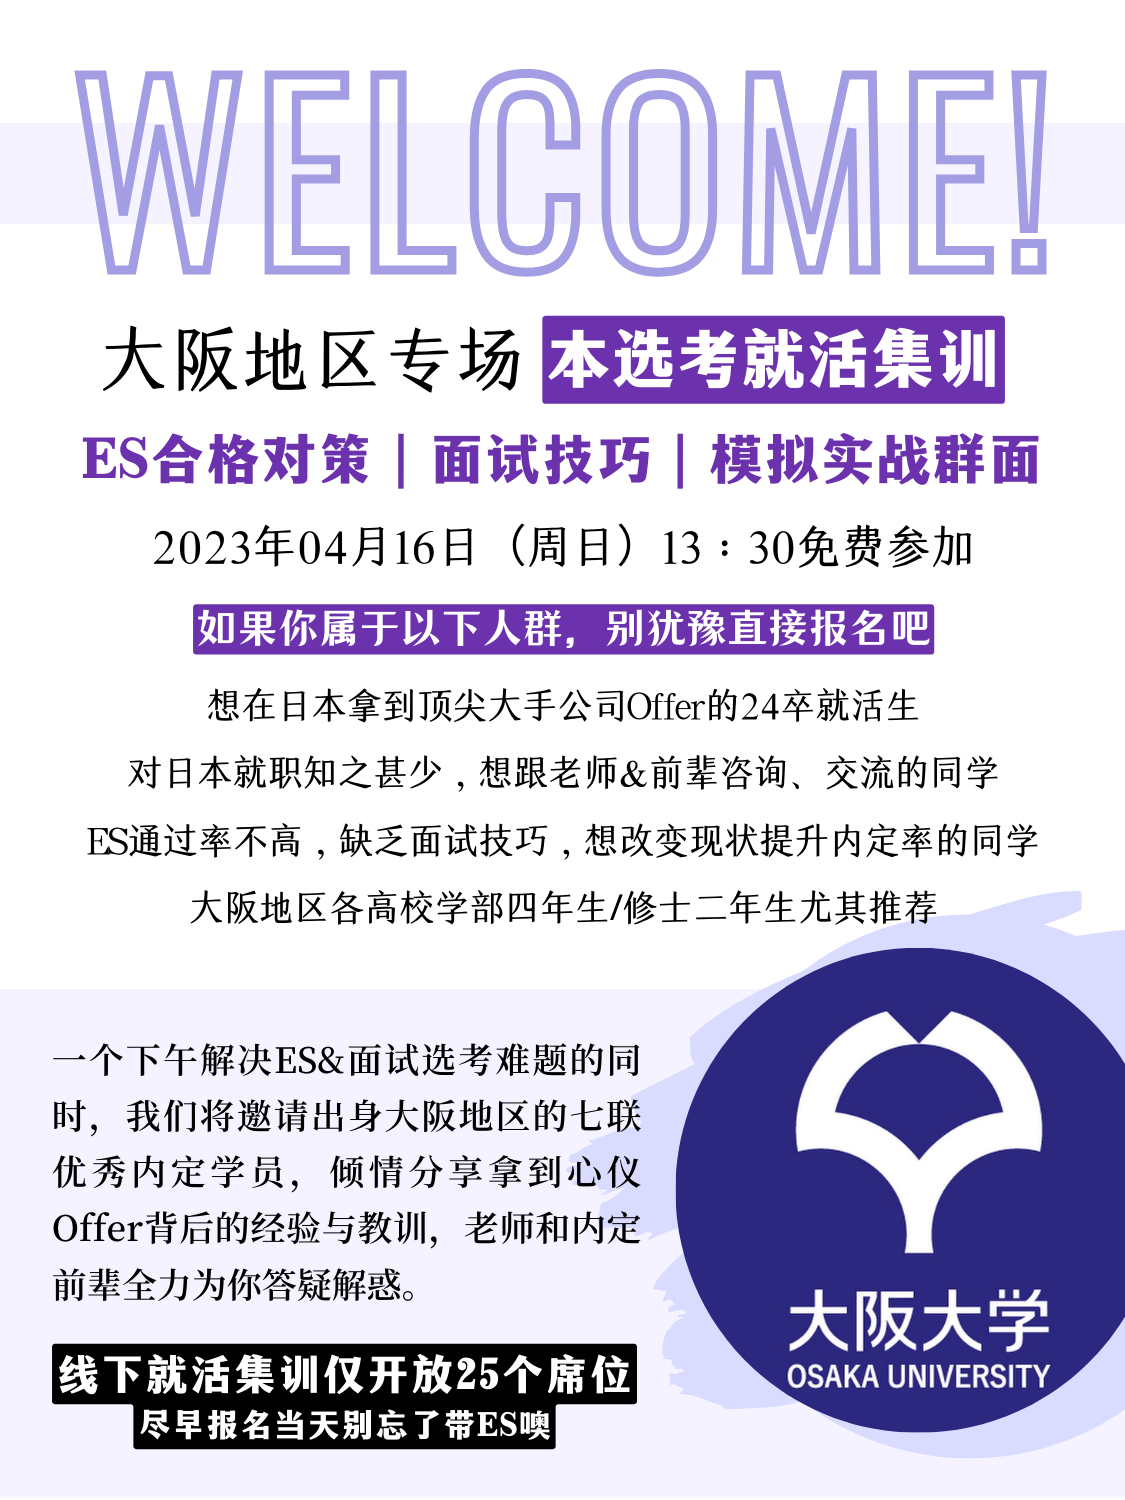 WELCOME!
大阪地区专场 本选考就活集训
ES合格对策｜面试技巧｜模拟实战群面
2023年04月16日（周日）13：30免费参加
如果你属于以下人群，别犹豫直接报名吧
想在日本拿到顶尖大手公司Offer的24卒就活生
对日本就职知之甚少，想跟老师&前辈咨询、交流的同学
ES通过率不高，缺乏面试技巧，想改变现状提升内定率的同学
大阪地区各高校学部四年生/修士二年生尤其推荐
一个下午解决ES&面试选考难题的同
时，我们将邀请出身大阪地区的七联
优秀内定学员，倾情分享拿到心仪
Offer背后的经验与教训，老师和内定
前辈全力为你答疑解惑。
大阪大学
OSAKA UNIVERSITY
线下就活集训仅开放25个席位
尽早报名当天别忘了带ES噢